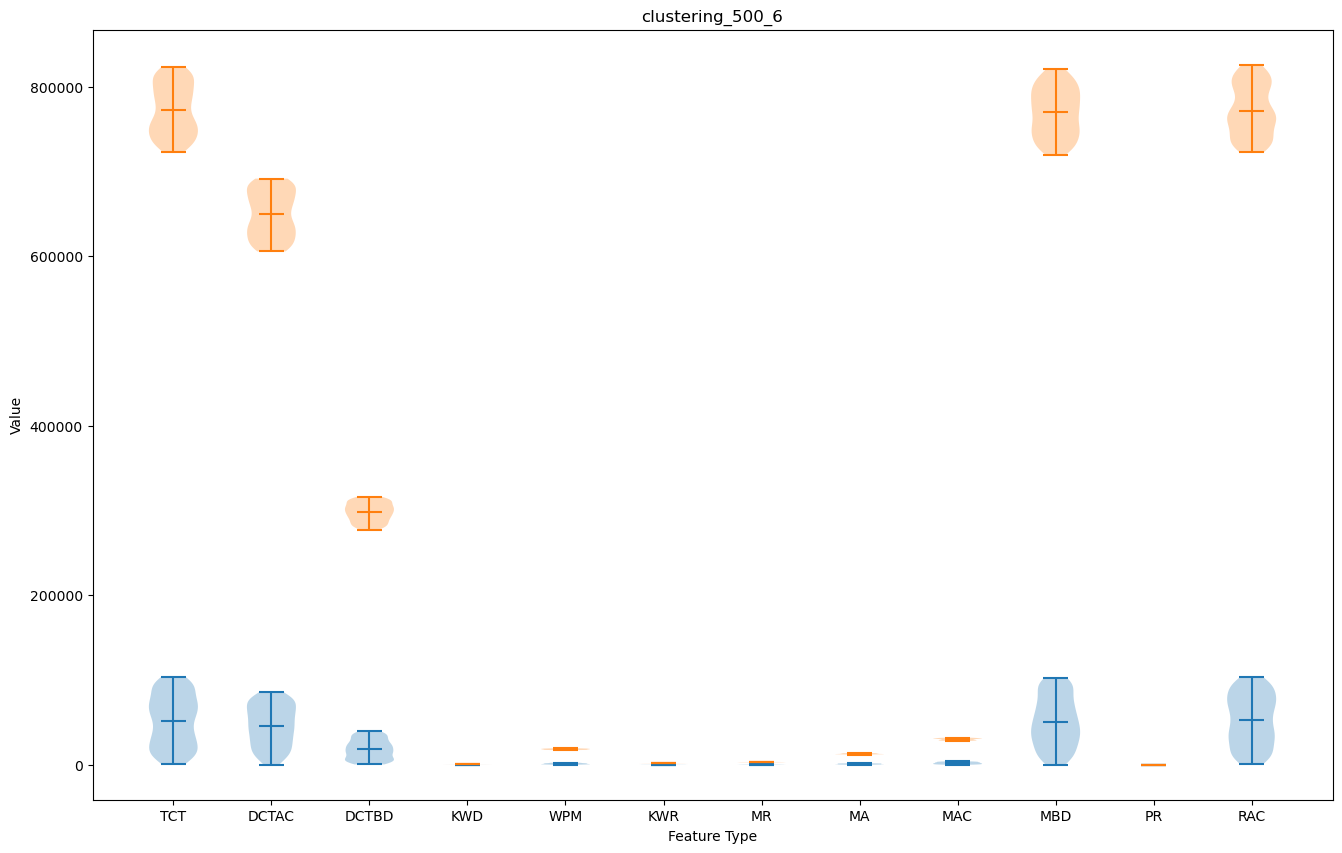 clustering_500_6
800000
600000
400000
200000
0
Value
TCT DCTAC DCTBD KWD WPM KWR MR MA MAC MBD PR RAC
Feature Type